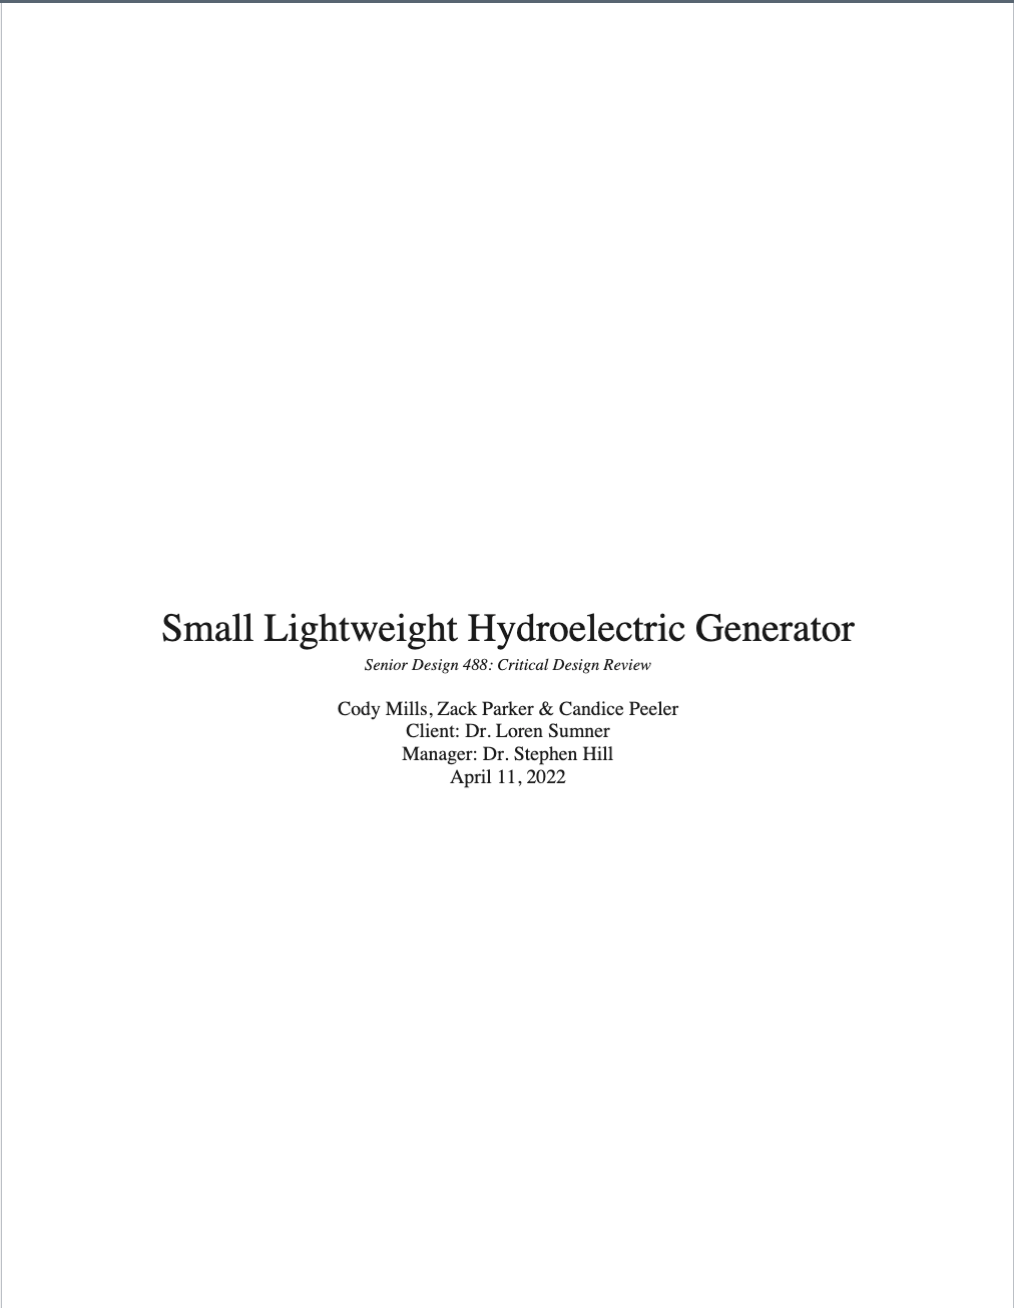 Small Lightweight Hydroelectric Generator
Senior Design 488: Critical Design Review
Cody Mills, Zack Parker & Candice Peeler
Client: Dr. Loren Sumner
Manager: Dr. Stephen Hill
April 11, 2022